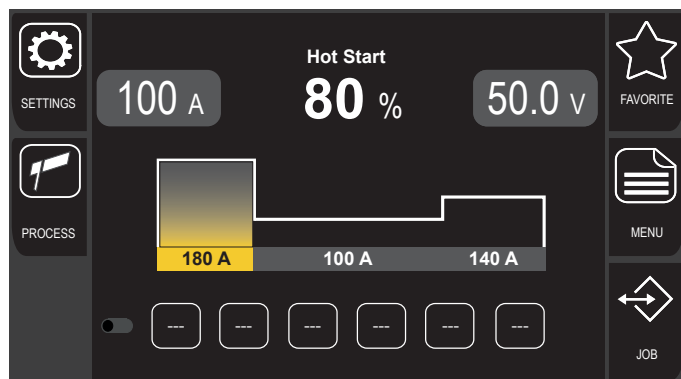 Hot Start
100 A
80 %
50.0 V
SETTINGS
FAVORITE
PROCESS
MENU
180 A
100 A
140 A
---
---
---
---
---
---
JOB